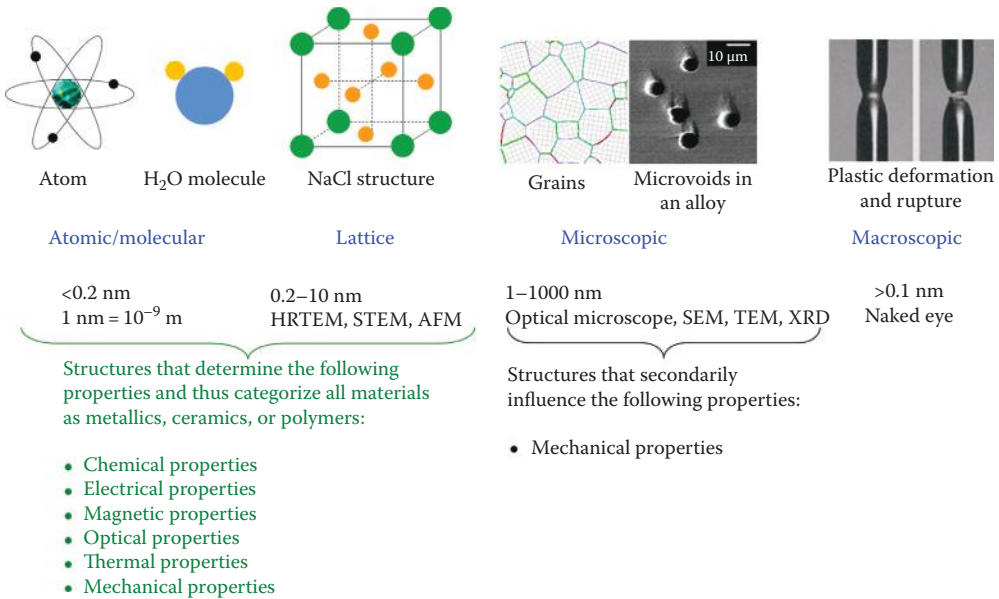 10 μm
Atom
H₂O molecule
NaCl structure
Grains
Microvoids in
an alloy
Plastic deformation
and rupture
Atomic/molecular
Lattice
Microscopic
Macroscopic
<0.2 nm
1 nm = 10⁻⁹ m
0.2–10 nm
HRTEM, STEM, AFM
1–1000 nm
Optical microscope, SEM, TEM, XRD
>0.1 nm
Naked eye
Structures that determine the following
properties and thus categorize all materials
as metallics, ceramics, or polymers:
• Chemical properties
• Electrical properties
• Magnetic properties
• Optical properties
• Thermal properties
• Mechanical properties
Structures that secondarily
influence the following properties:
• Mechanical properties